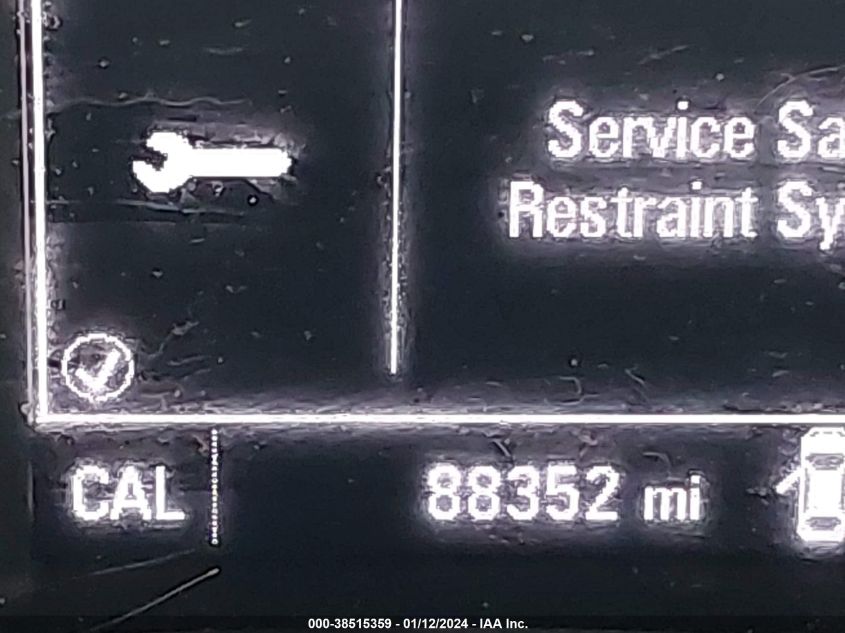 Service Sa
Restraint Sy
CAL
88352 mi
000-38515359 - 01/12/2024 - IAA Inc.